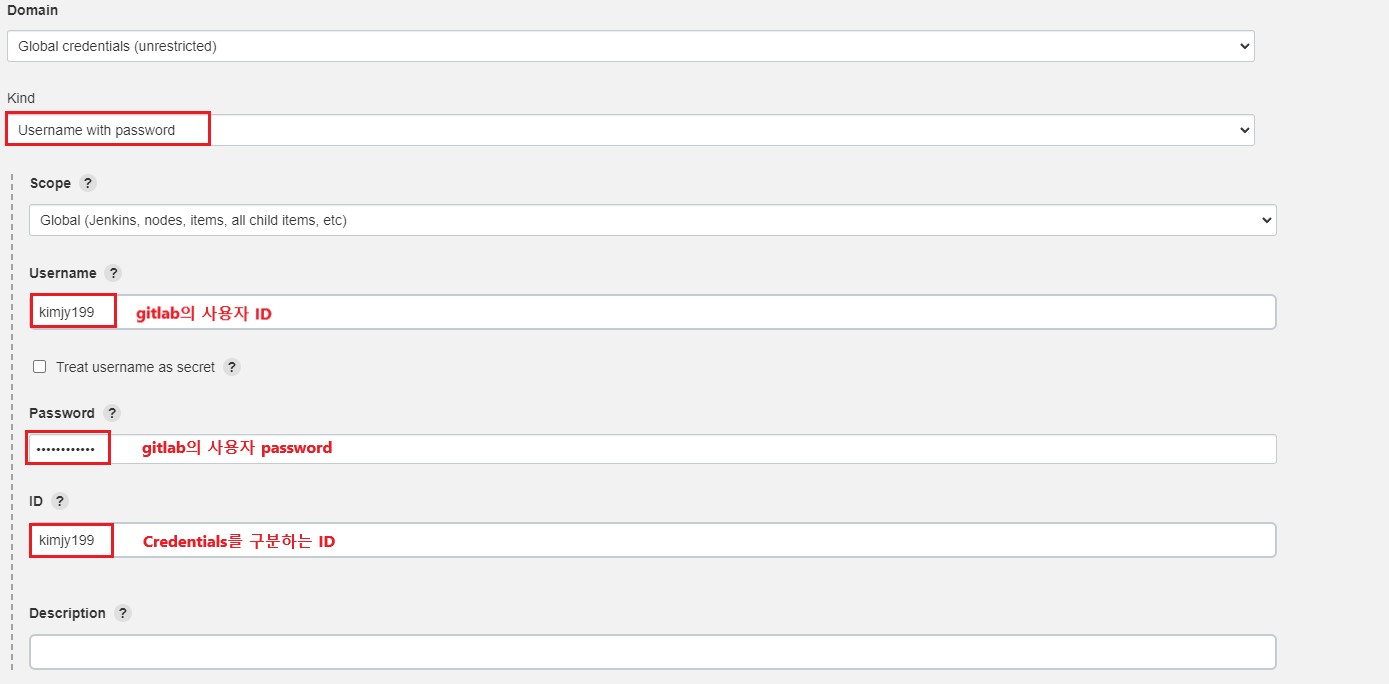 Domain
Global credentials (unrestricted)
Kind
Username with password
Scope ?
Global (Jenkins, nodes, items, all child items, etc)
Username ?
kimjy199 gitlab의 사용자 ID
Treat username as secret ?
Password ?
•••••••••••• gitlab의 사용자 password
ID ?
kimjy199 Credentials를 구분하는 ID
Description ?